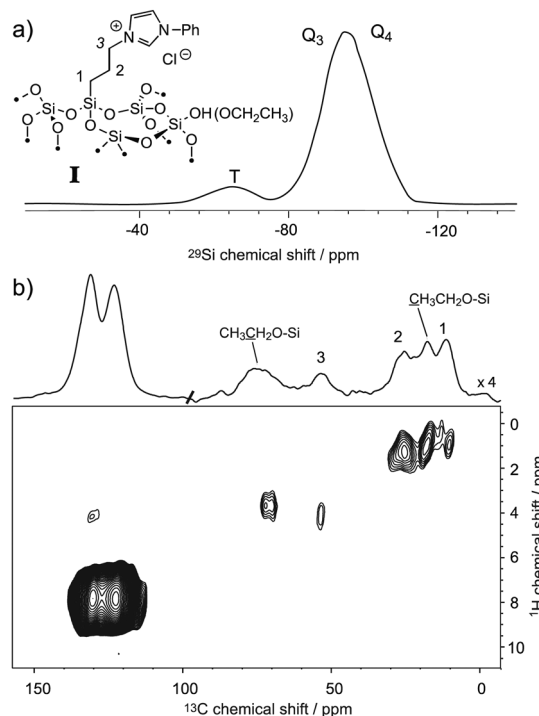 a)
Q₃ Q₄
3
N ⊕ N-Ph
Cl ⊖
1 2
O Si O Si O Si OH(OCH2CH3)
O O Si O O
I
T
-40 -80 -120
²⁹Si chemical shift / ppm
b)
CH3CH2O-Si
CH3CH2O-Si
3
2
1
x 4
0
2
4
6
8
10
¹H chemical shift / ppm
150 100 50 0
¹³C chemical shift / ppm